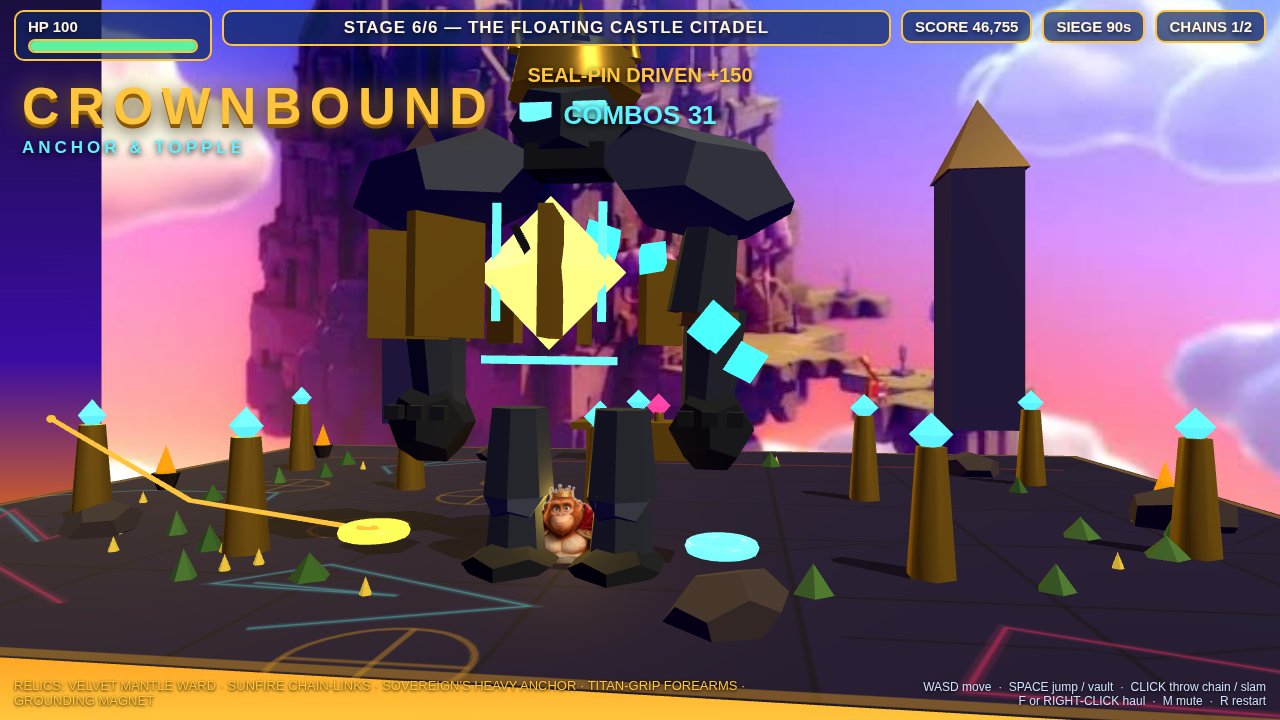 HP 100
STAGE 6/6 — THE FLOATING CASTLE CITADEL
SCORE 46,755
SIEGE 90s
CHAINS 1/2
SEAL-PIN DRIVEN +150
COMBOS 31
CROWNBOUND
ANCHOR & TOPPLE
RELICS: VELVET MANTLE WARD · SUNFIRE CHAIN-LINKS · SOVEREIGN'S HEAVY ANCHOR · TITAN-GRIP FOREARMS ·
GROUNDING MAGNET
WASD move · SPACE jump / vault · CLICK throw chain / slam
F or RIGHT-CLICK haul M mute R restart